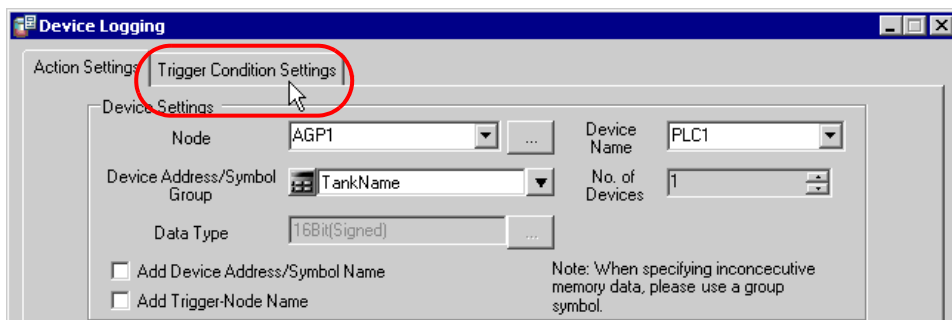 Device Logging
Action Settings
Trigger Condition Settings
Device Settings
Node
AGP1
...
Device
Name
PLC1
Device Address/Symbol
Group
TankName
No. of
Devices
1
Data Type
16Bit(Signed)
...
Add Device Address/Symbol Name
Add Trigger-Node Name
Note: When specifying inconcecutive
memory data, please use a group
symbol.